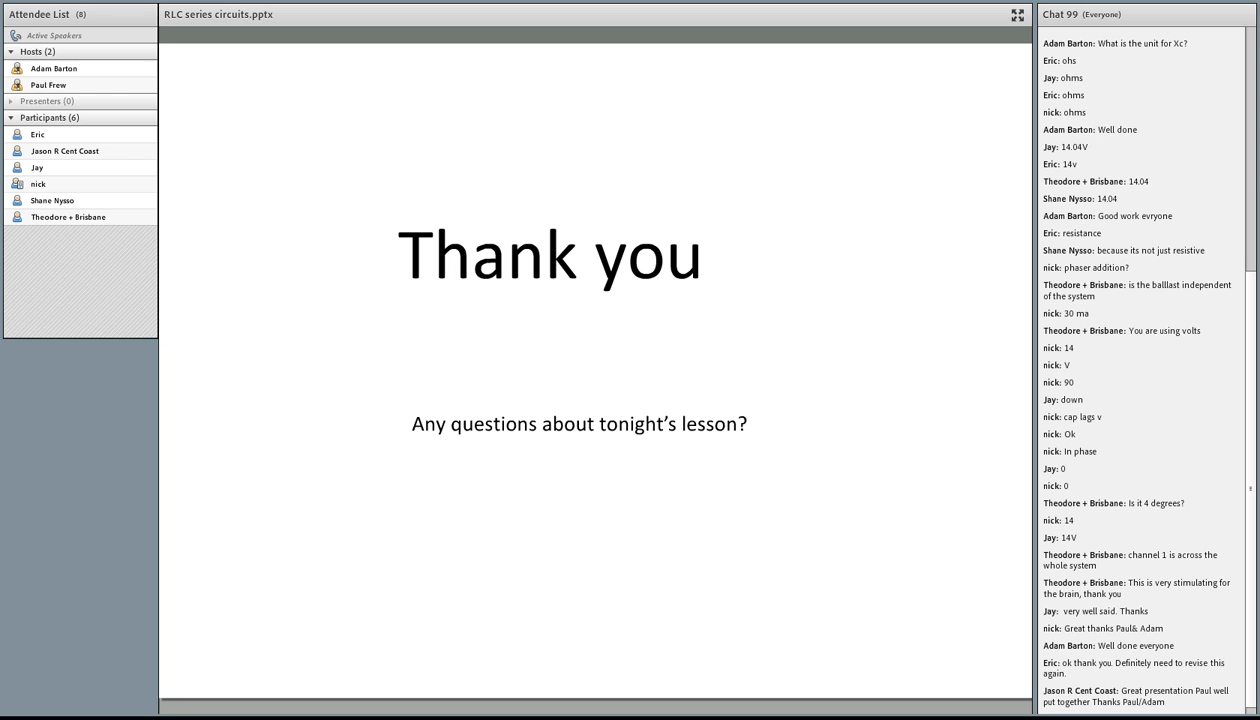 Attendee List (8)
Active Speakers
Hosts (2)
Adam Barton
Paul Frew
Presenters (0)
Participants (6)
Eric
Jason R Cent Coast
Jay
nick
Shane Nysso
Theodore + Brisbane
RLC series circuits.pptx
Thank you
Any questions about tonight's lesson?
Chat 99 (Everyone)
Adam Barton: What is the unit for Xc?
Eric: ohs
Jay: ohms
Eric: ohms
nick: ohms
Adam Barton: Well done
Jay: 14.04V
Eric: 14v
Theodore + Brisbane: 14.04
Shane Nysso: 14.04
Adam Barton: Good work evryone
Eric: resistance
Shane Nysso: because its not just resistive
nick: phaser addition?
Theodore + Brisbane: is the balllast independent
of the system
nick: 30 ma
Theodore + Brisbane: You are using volts
nick: 14
nick: V
nick: 90
Jay: down
nick: cap lags v
nick: Ok
nick: In phase
Jay: 0
nick: 0
Theodore + Brisbane: Is it 4 degrees?
nick: 14
Jay: 14V
Theodore + Brisbane: channel 1 is across the
whole system
Theodore + Brisbane: This is very stimulating for
the brain, thank you
Jay: very well said. Thanks
nick: Great thanks Paul& Adam
Adam Barton: Well done everyone
Eric: ok thank you. Definitely need to revise this
again.
Jason R Cent Coast: Great presentation Paul well
put together Thanks Paul/Adam